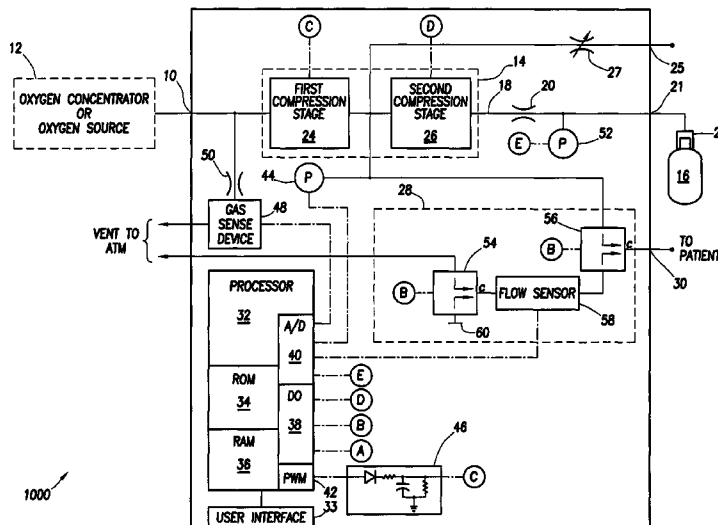 12
OXYGEN CONCENTRATOR
OR
OXYGEN SOURCE
10
C
D
14
FIRST
COMPRESSION
STAGE
24
SECOND
COMPRESSION
STAGE
26
18
20
27
25
21
E
P
52
16
50
44
P
GAS
SENSE
DEVICE
48
VENT TO
ATM
28
56
B
C
TO
PATIENT
30
54
B
C
FLOW SENSOR
58
60
PROCESSOR
32
A/D
40
ROM
34
DO
38
RAM
36
PWM
42
E
D
B
A
46
C
1000
USER INTERFACE
33